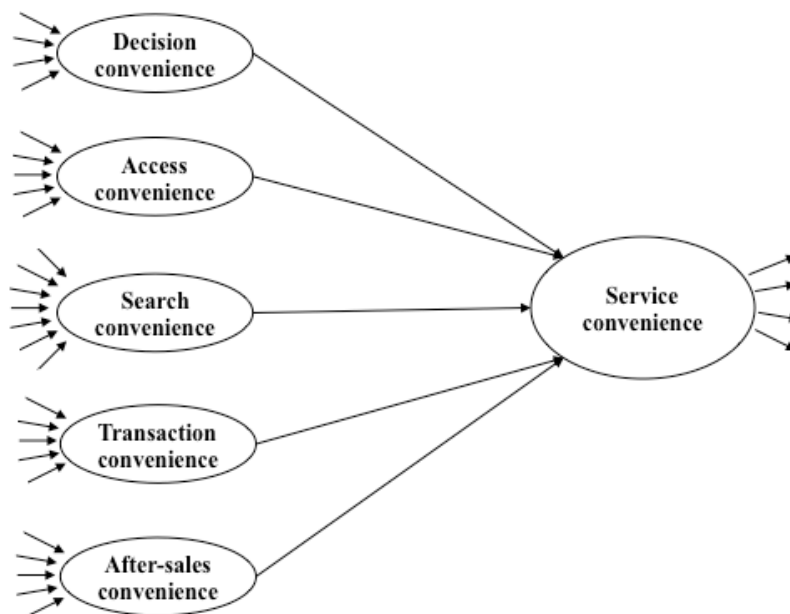 Decision
convenience
Access
convenience
Search
convenience
Service
convenience
Transaction
convenience
After-sales
convenience